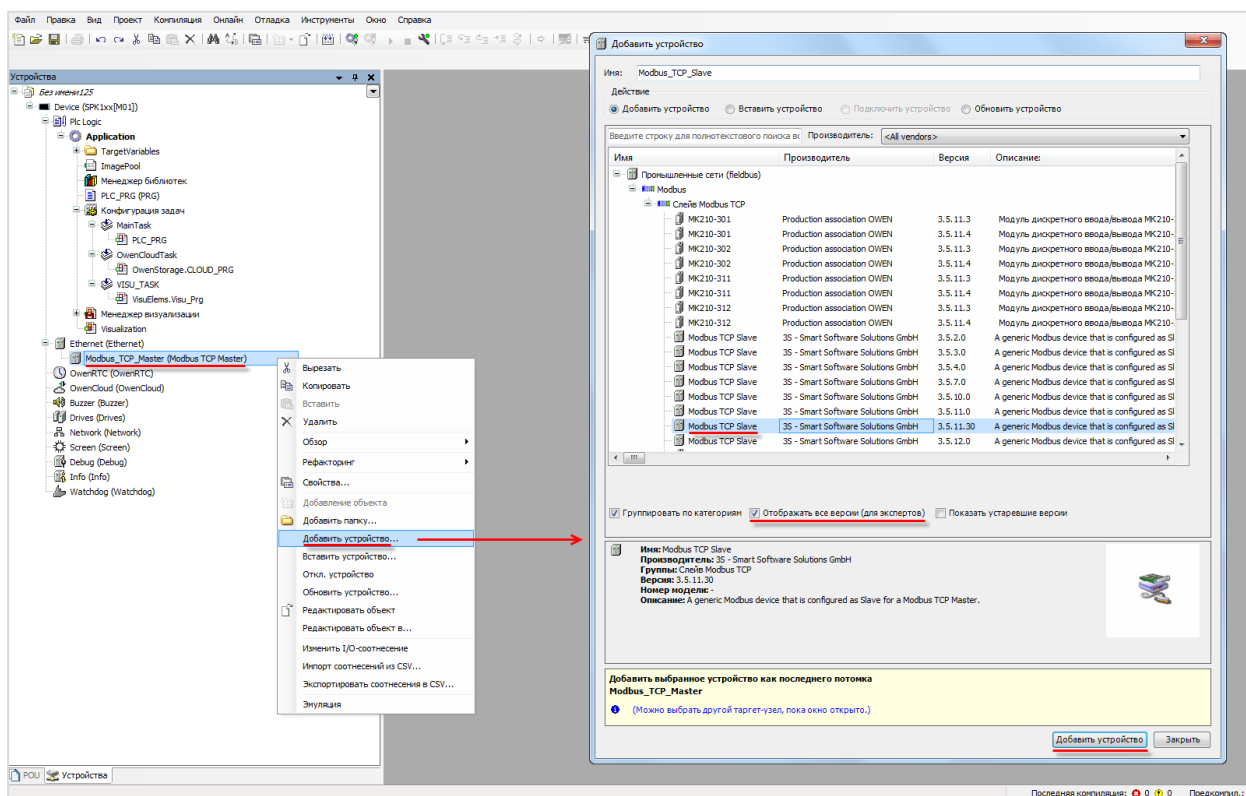 Файл Правка Вид Проект Компиляция Онлайн Отладка Инструменты Окно Справка
Устройства
Без имени125
Device (SPK1xx[M01])
Plc Logic
Application
TargetVariables
ImagePool
Менеджер библиотек
PLC_PRG (PRG)
Конфигурация задач
MainTask
PLC_PRG
OwenCloudTask
OwenStorage.CLOUD_PRG
VISU_TASK
VisuElems.Visu_Prg
Менеджер визуализации
Visualization
Ethernet (Ethernet)
Modbus_TCP_Master (Modbus TCP Master)
OwenRTC (OwenRTC)
OwenCloud (OwenCloud)
Buzzer (Buzzer)
Drives (Drives)
Network (Network)
Screen (Screen)
Debug (Debug)
Info (Info)
Watchdog (Watchdog)
POU Устройства
Вырезать
Копировать
Вставить
Удалить
Обзор
Рефакторинг
Свойства...
Добавление объекта
Добавить папку...
Добавить устройство...
Вставить устройство...
Откл. устройство
Обновить устройство...
Редактировать объект
Редактировать объект в...
Изменить I/O-соотнесение
Импорт соотнесений из CSV...
Экспортировать соотнесения в CSV...
Эмуляция
Добавить устройство
Имя: Modbus_TCP_Slave
Действие
Добавить устройство Вставить устройство Подключить устройство Обновить устройство
Введите строку для полнотекстового поиска во Производитель: <All vendors>
Имя Производитель Версия Описание:
Промышленные сети (fieldbus)
Modbus
Слейв Modbus TCP
MK210-301 Production association OWEN 3.5.11.3 Модуль дискретного ввода/вывода MK210-
MK210-301 Production association OWEN 3.5.11.4 Модуль дискретного ввода/вывода MK210-
MK210-302 Production association OWEN 3.5.11.3 Модуль дискретного ввода/вывода MK210-
MK210-302 Production association OWEN 3.5.11.4 Модуль дискретного ввода/вывода MK210-
MK210-311 Production association OWEN 3.5.11.3 Модуль дискретного ввода/вывода MK210-
MK210-311 Production association OWEN 3.5.11.4 Модуль дискретного ввода/вывода MK210-
MK210-312 Production association OWEN 3.5.11.3 Модуль дискретного ввода/вывода MK210-
MK210-312 Production association OWEN 3.5.11.4 Модуль дискретного ввода/вывода MK210-
Modbus TCP Slave 3S - Smart Software Solutions GmbH 3.5.2.0 A generic Modbus device that is configured as Sl
Modbus TCP Slave 3S - Smart Software Solutions GmbH 3.5.3.0 A generic Modbus device that is configured as Sl
Modbus TCP Slave 3S - Smart Software Solutions GmbH 3.5.4.0 A generic Modbus device that is configured as Sl
Modbus TCP Slave 3S - Smart Software Solutions GmbH 3.5.7.0 A generic Modbus device that is configured as Sl
Modbus TCP Slave 3S - Smart Software Solutions GmbH 3.5.10.0 A generic Modbus device that is configured as Sl
Modbus TCP Slave 3S - Smart Software Solutions GmbH 3.5.11.0 A generic Modbus device that is configured as Sl
Modbus TCP Slave 3S - Smart Software Solutions GmbH 3.5.11.30 A generic Modbus device that is configured as Sl
Modbus TCP Slave 3S - Smart Software Solutions GmbH 3.5.12.0 A generic Modbus device that is configured as Sl
Группировать по категориям Отображать все версии (для экспертов) Показать устаревшие версии
Имя: Modbus TCP Slave
Производитель: 3S - Smart Software Solutions GmbH
Группы: Слейв Modbus TCP
Версия: 3.5.11.30
Номер модели: -
Описание: A generic Modbus device that is configured as Slave for a Modbus TCP Master.
Добавить выбранное устройство как последнего потомка
Modbus_TCP_Master
(Можно выбрать другой таргет-узел, пока окно открыто.)
Добавить устройство Закрыть
Последняя компиляция: 0 0 Предкомпил.: